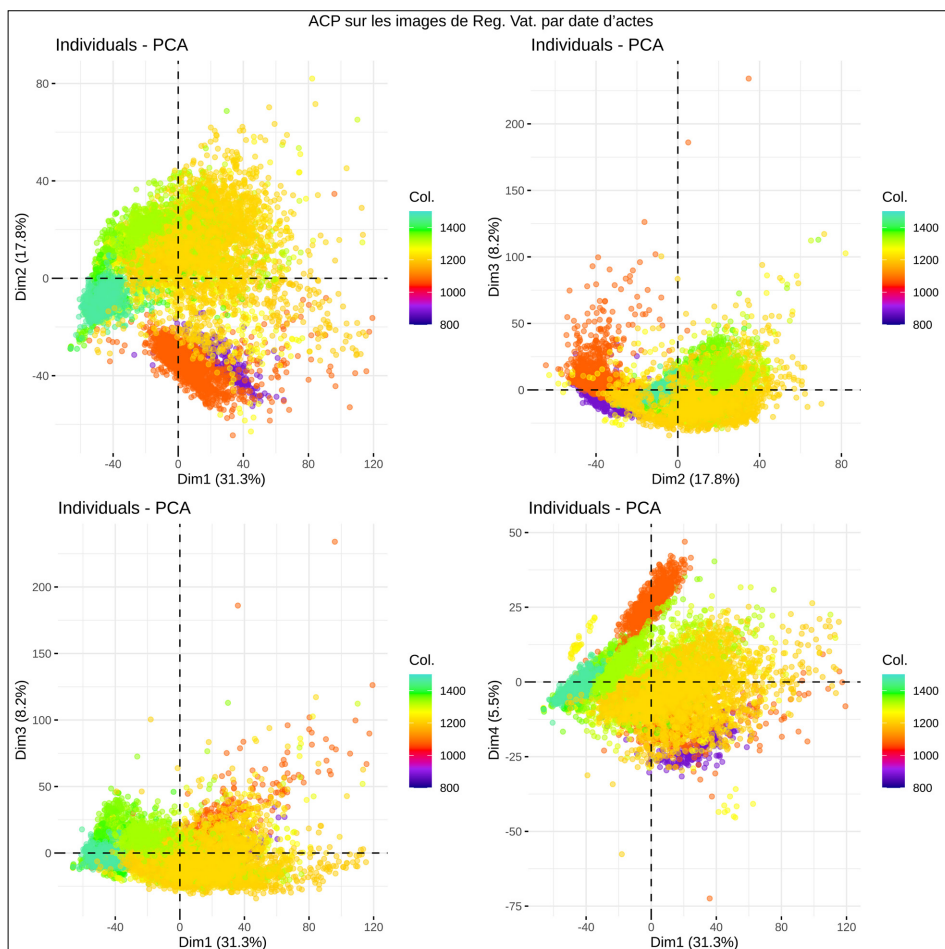 ACP sur les images de Reg. Vat. par date d'actes
Individuals - PCA
80
40
0
-40
Dim2 (17.8%)
-40 0 40 80 120
Dim1 (31.3%)
Col.
1400
1200
1000
800
Individuals - PCA
200
150
100
50
0
Dim3 (8.2%)
-40 0 40 80
Dim2 (17.8%)
Col.
1400
1200
1000
800
Individuals - PCA
200
150
100
50
0
Dim3 (8.2%)
-40 0 40 80 120
Dim1 (31.3%)
Col.
1400
1200
1000
800
Individuals - PCA
50
25
0
-25
-50
-75
Dim4 (5.5%)
-40 0 40 80 120
Dim1 (31.3%)
Col.
1400
1200
1000
800